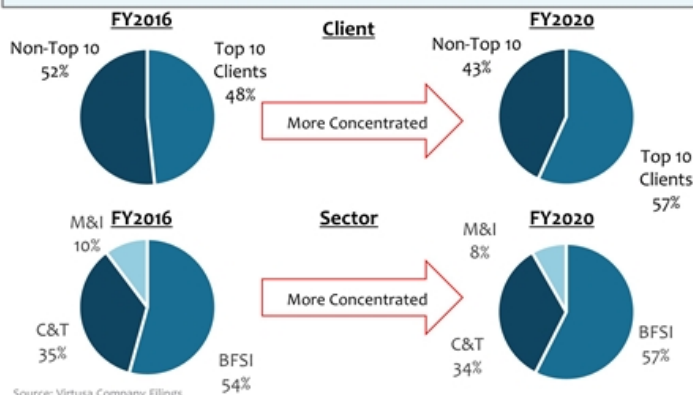 FY2016
Client
FY2020
Non-Top 10
52%
Top 10
Clients
48%
More Concentrated
Non-Top 10
43%
Top 10
Clients
57%
FY2016
Sector
FY2020
M&I
10%
C&T
35%
BFSI
54%
More Concentrated
M&I
8%
C&T
34%
BFSI
57%
Source: Virtusa Company Filings